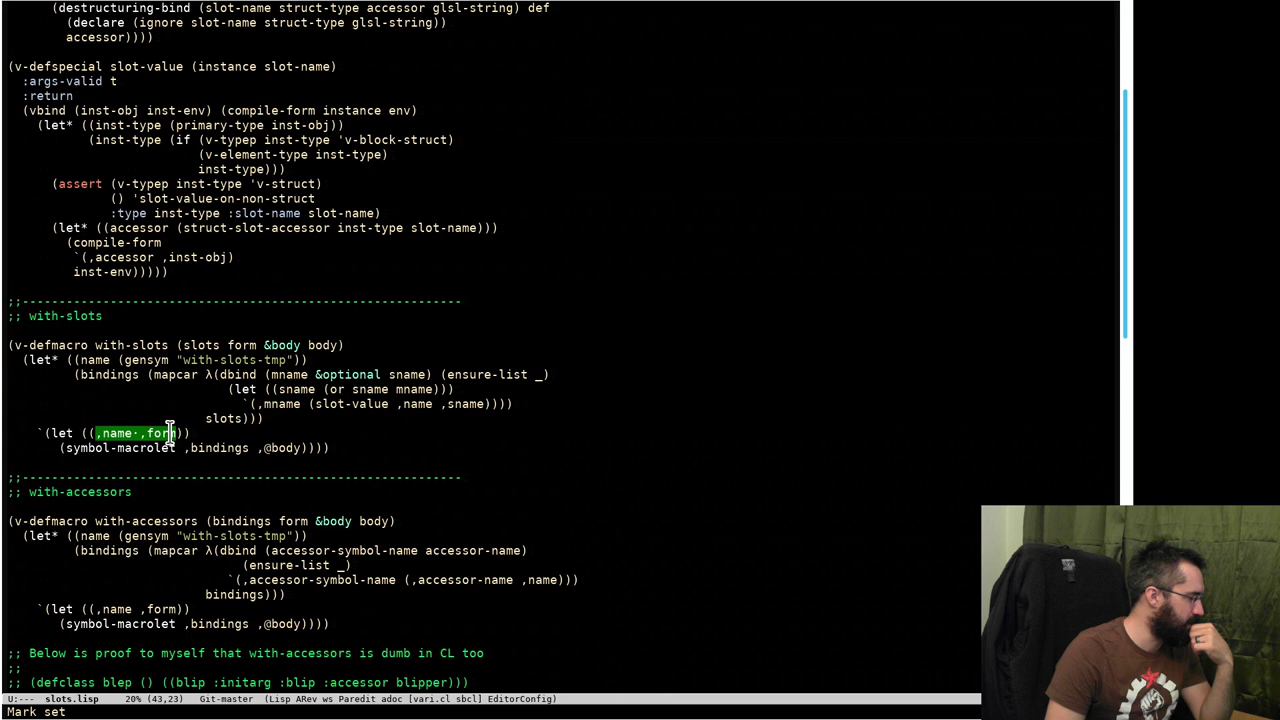 (destructuring-bind (slot-name struct-type accessor glsl-string) def
(declare (ignore slot-name struct-type glsl-string))
accessor))))
(v-defspecial slot-value (instance slot-name)
:args-valid t
:return
(vbind (inst-obj inst-env) (compile-form instance env)
(let* ((inst-type (primary-type inst-obj))
(inst-type (if (v-typep inst-type 'v-block-struct)
(v-element-type inst-type)
inst-type)))
(assert (v-typep inst-type 'v-struct)
() 'slot-value-on-non-struct
:type inst-type :slot-name slot-name)
(let* ((accessor (struct-slot-accessor inst-type slot-name)))
(compile-form
`(,accessor ,inst-obj)
inst-env)))))
;;------------------------------------------------------------
;; with-slots
(v-defmacro with-slots (slots form &body body)
(let* ((name (gensym "with-slots-tmp"))
(bindings (mapcar λ(dbind (mname &optional sname) (ensure-list _)
(let ((sname (or sname mname)))
`(,mname (slot-value ,name ,sname))))
slots)))
`(let ((,name·,form))
(symbol-macrolet ,bindings ,@body))))
;;------------------------------------------------------------
;; with-accessors
(v-defmacro with-accessors (bindings form &body body)
(let* ((name (gensym "with-slots-tmp"))
(bindings (mapcar λ(dbind (accessor-symbol-name accessor-name)
(ensure-list _)
`(,accessor-symbol-name (,accessor-name ,name)))
bindings)))
`(let ((,name ,form))
(symbol-macrolet ,bindings ,@body))))
;; Below is proof to myself that with-accessors is dumb in CL too
;;
;; (defclass blep () ((blip :initarg :blip :accessor blipper)))
U:--- slots.lisp 20% (43,23) Git-master (Lisp ARev ws Paredit adoc [vari.cl sbcl] EditorConfig)
Mark set